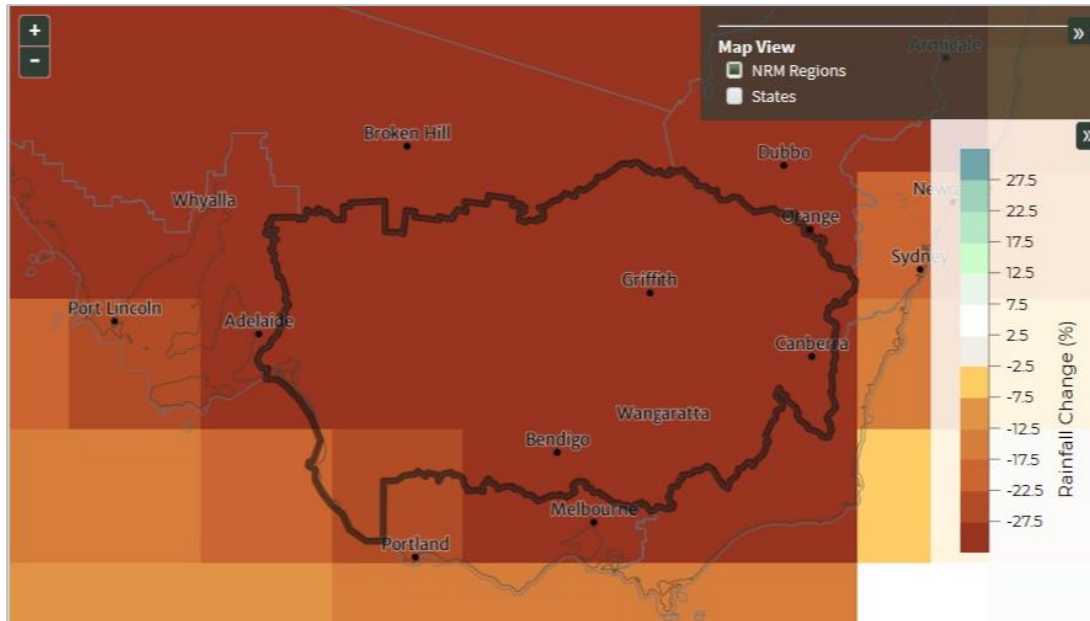 +
−
»
Map View
NRM Regions
States
Armidale
»
Broken Hill
Dubbo
Whyalla
Orange
27.5
22.5
17.5
12.5
7.5
2.5
-2.5
-7.5
-12.5
-17.5
-22.5
-27.5
Rainfall Change (%)
Sydney
Griffith
Port Lincoln
Adelaide
Canberra
Wangaratta
Bendigo
Melbourne
Portland